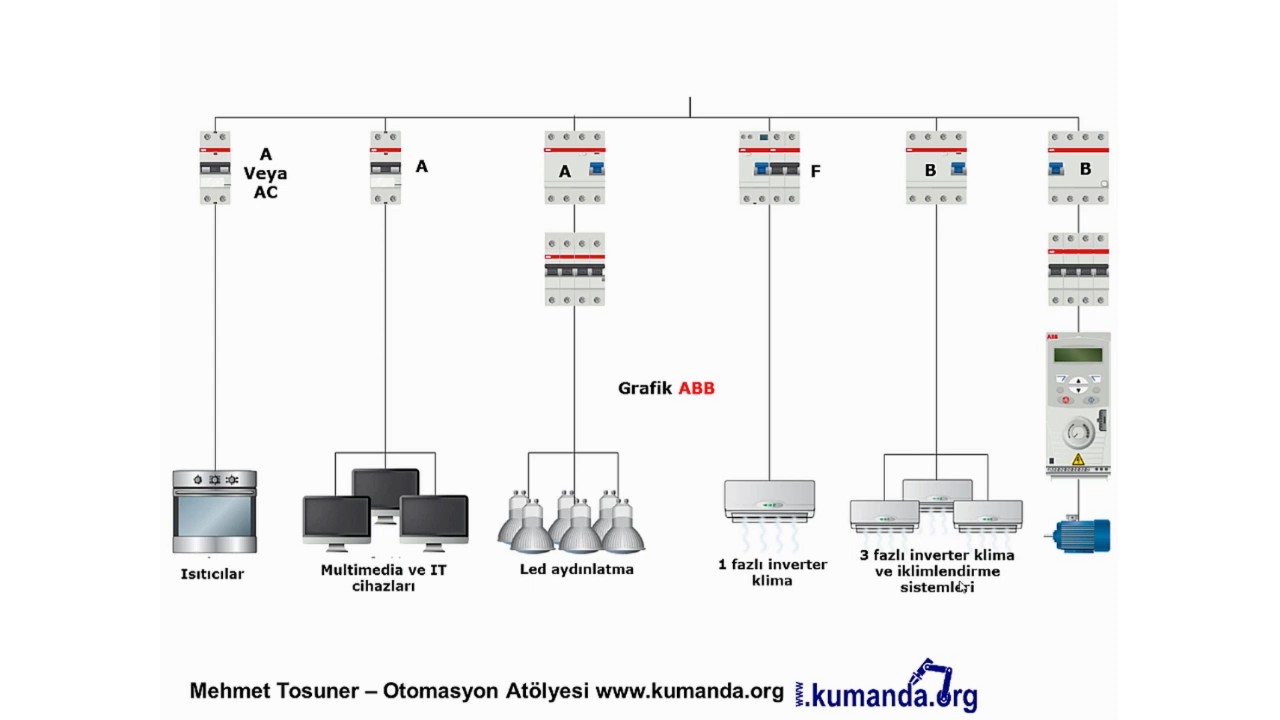 A
Veya
AC
A
A
F
B
B
Grafik ABB
ABB
Isıtıcılar
Multimedia ve IT
cihazları
Led aydınlatma
1 fazlı inverter
klima
3 fazlı inverter klima
ve iklimlendirme
sistemleri
Mehmet Tosuner – Otomasyon Atölyesi www.kumanda.org
www.kumanda.org